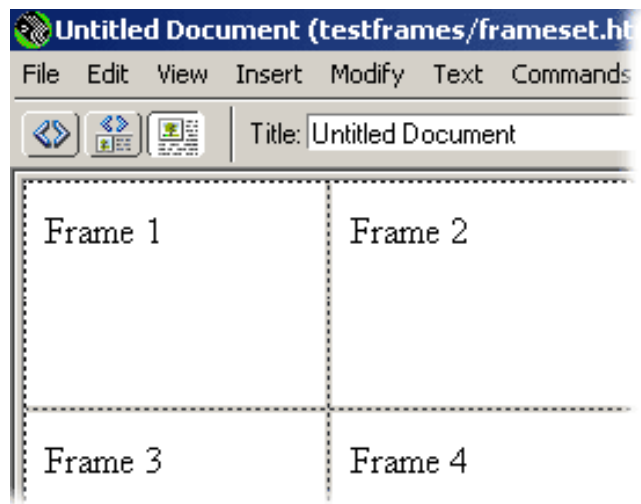 Untitled Document (testframes/frameset.ht
File Edit View Insert Modify Text Commands
Title: Untitled Document
Frame 1 Frame 2
Frame 3 Frame 4